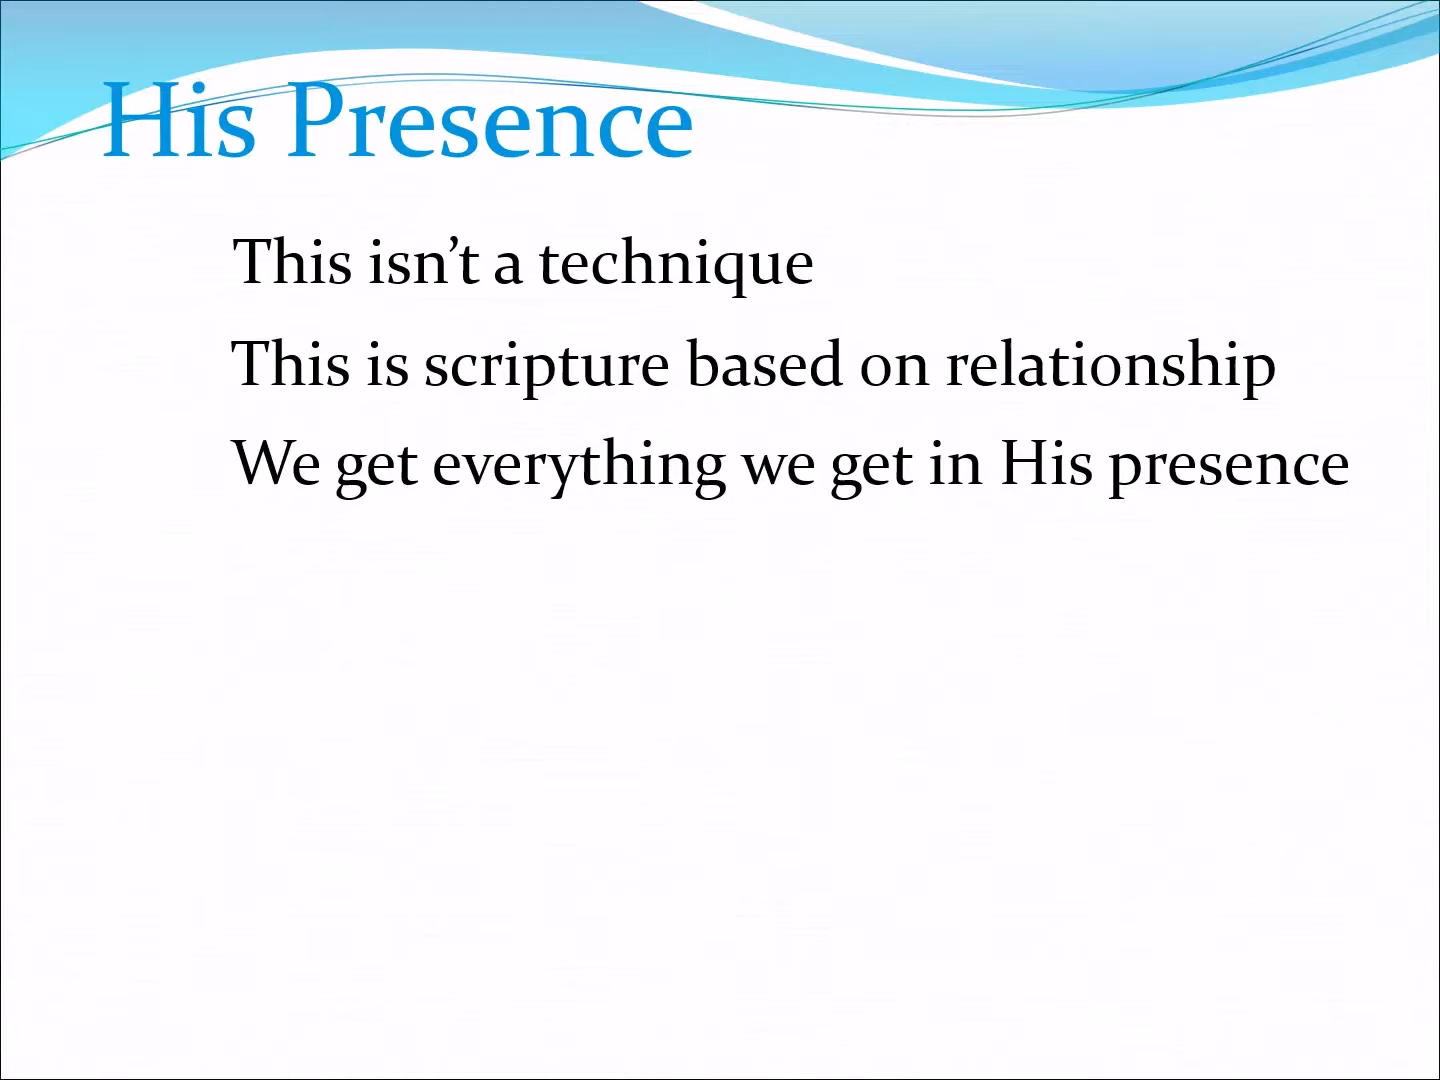 His Presence
This isn’t a technique
This is scripture based on relationship
We get everything we get in His presence